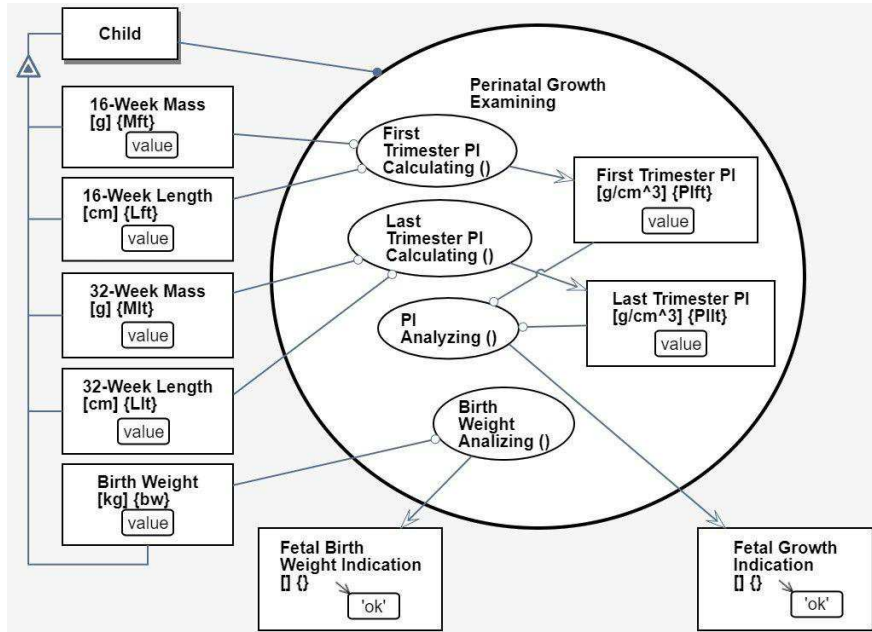 Child
16-Week Mass
[g] {Mft}
value
16-Week Length
[cm] {Lft}
value
32-Week Mass
[g] {Mlt}
value
32-Week Length
[cm] {Llt}
value
Birth Weight
[kg] {bw}
value
Perinatal Growth
Examining
First
Trimester PI
Calculating ()
Last
Trimester PI
Calculating ()
PI
Analyzing ()
Birth
Weight
Analizing ()
First Trimester PI
[g/cm^3] {PIft}
value
Last Trimester PI
[g/cm^3] {PIlt}
value
Fetal Birth
Weight Indication
[] {}
'ok'
Fetal Growth
Indication
[] {}
'ok'